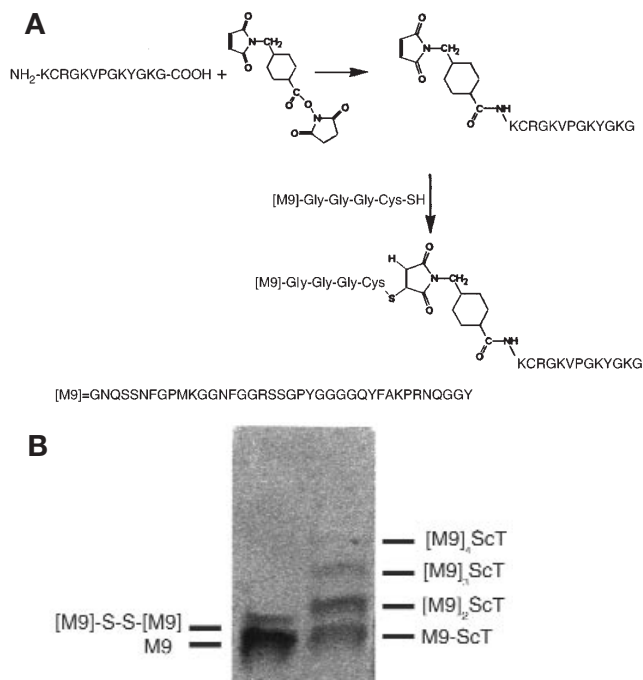 A
NH₂-KCRGKVPGKYGKG-COOH +
O
N-CH₂
O
C
O
O
N
O
O
O
N-CH₂
O
C-NH
O
KCRGKVPGKYGKG
[M9]-Gly-Gly-Gly-Cys-SH
H
O
[M9]-Gly-Gly-Gly-Cys
N-CH₂
S
O
C-NH
O
KCRGKVPGKYGKG
[M9]=GNQSSNFGPMKGGNFGGRSSGPYGGGGQYFAKPRNQGGY
B
[M9]₄ScT
[M9]₃ScT
[M9]₂ScT
[M9]-S-S-[M9]
M9
M9-ScT